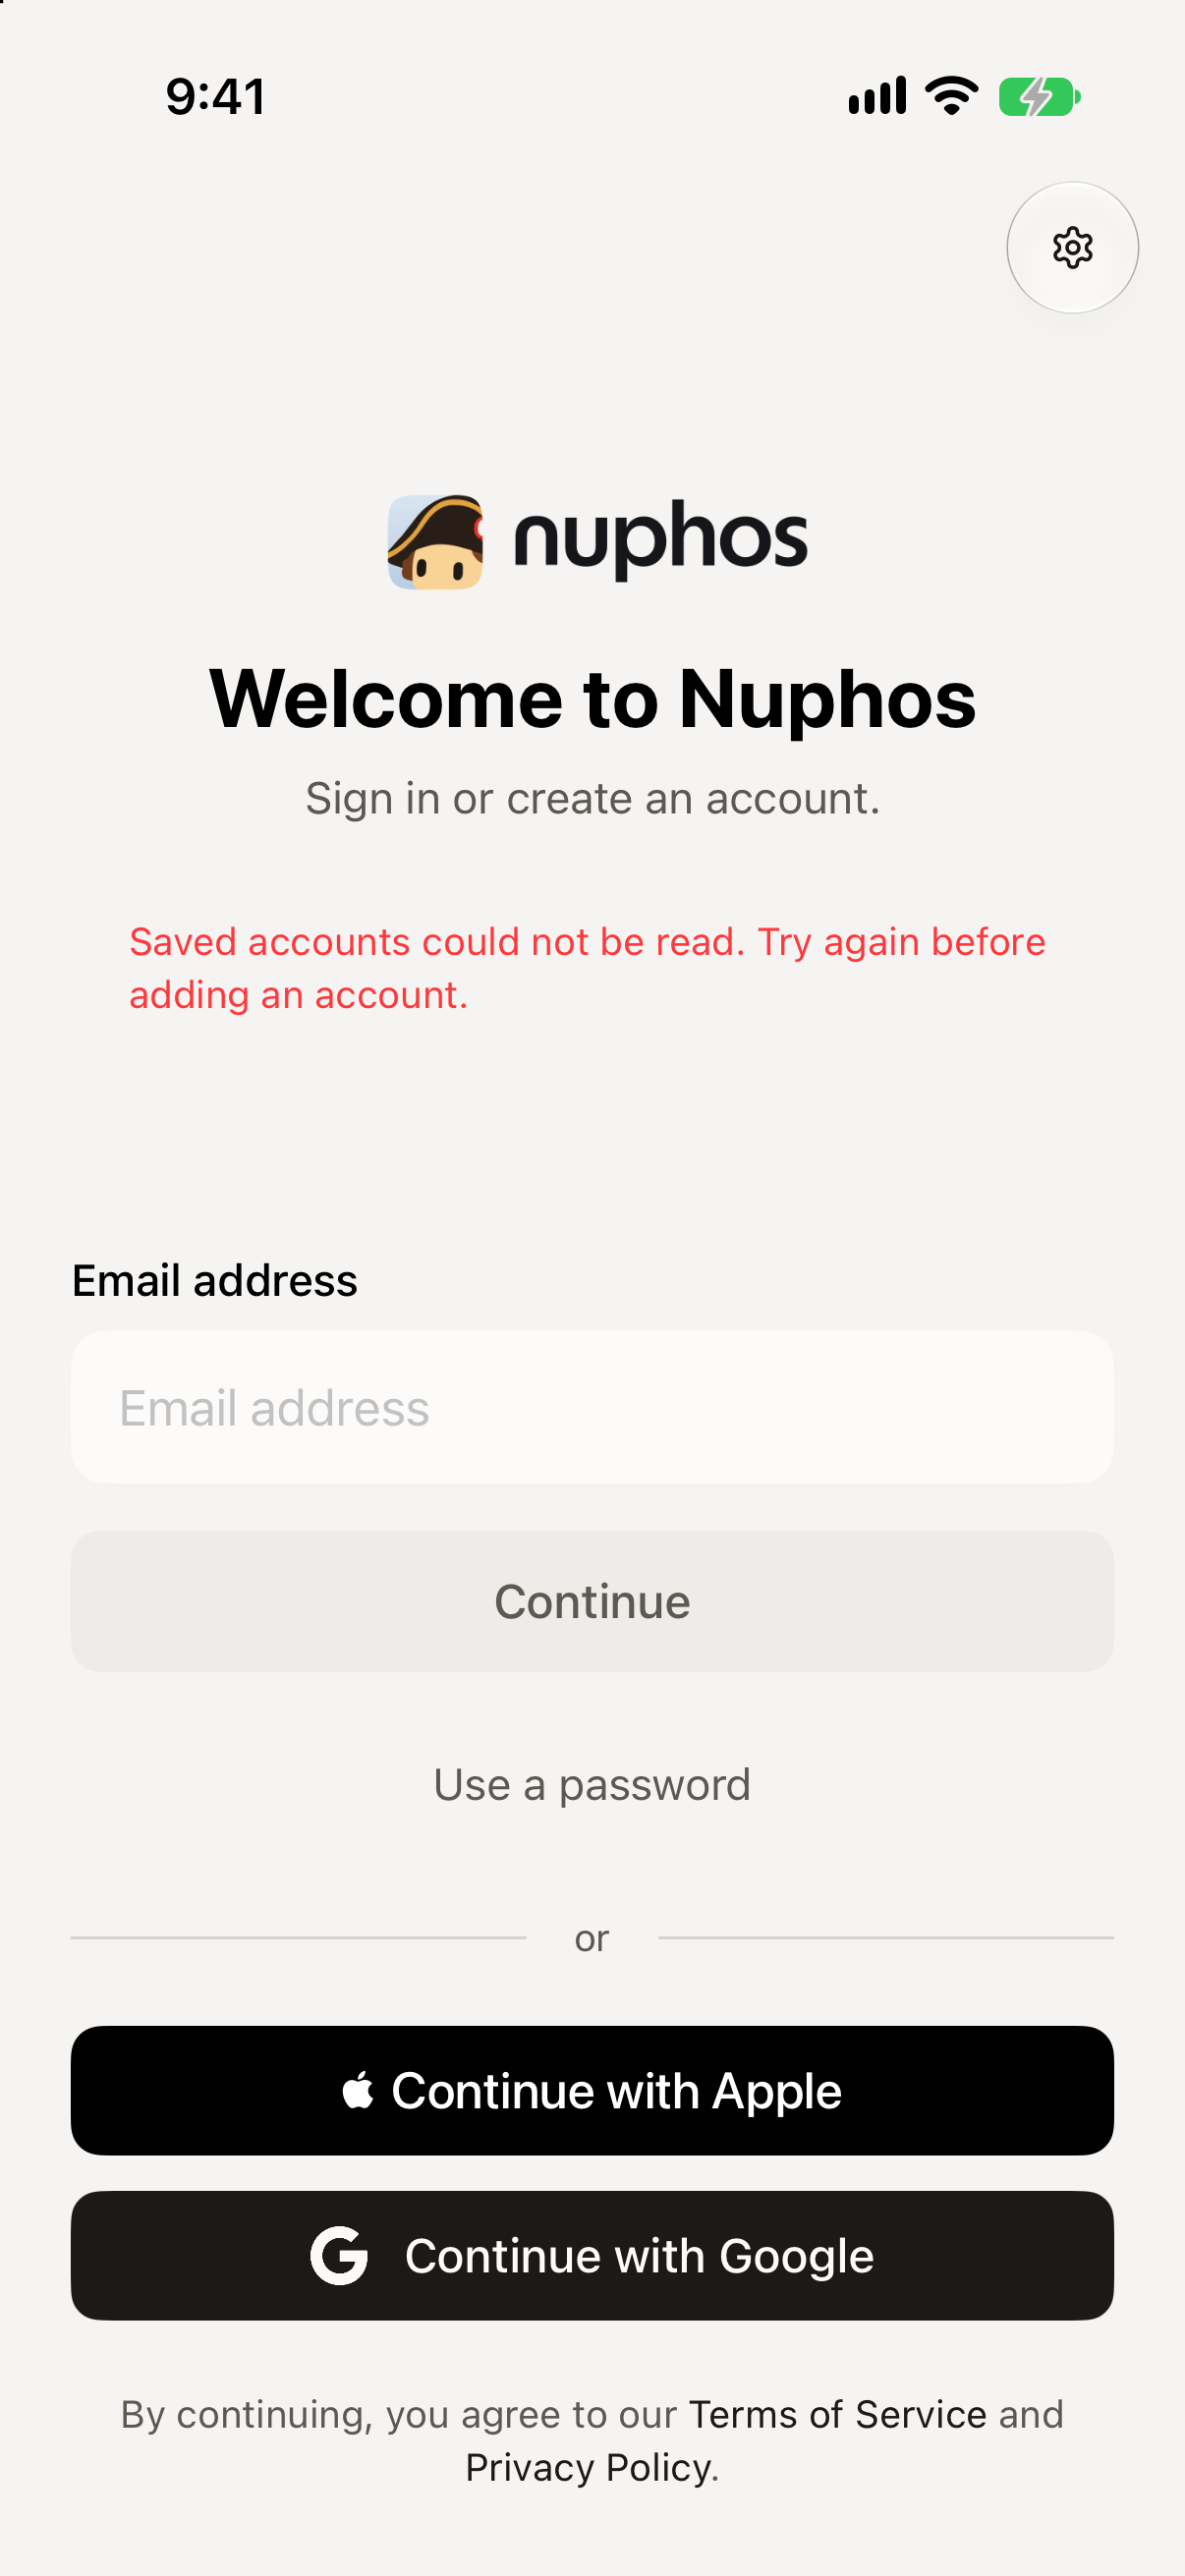 9:41
nuphos
Welcome to Nuphos
Sign in or create an account.
Saved accounts could not be read. Try again before
adding an account.
Email address
Email address
Continue
Use a password
or
Continue with Apple
Continue with Google
By continuing, you agree to our Terms of Service and
Privacy Policy.